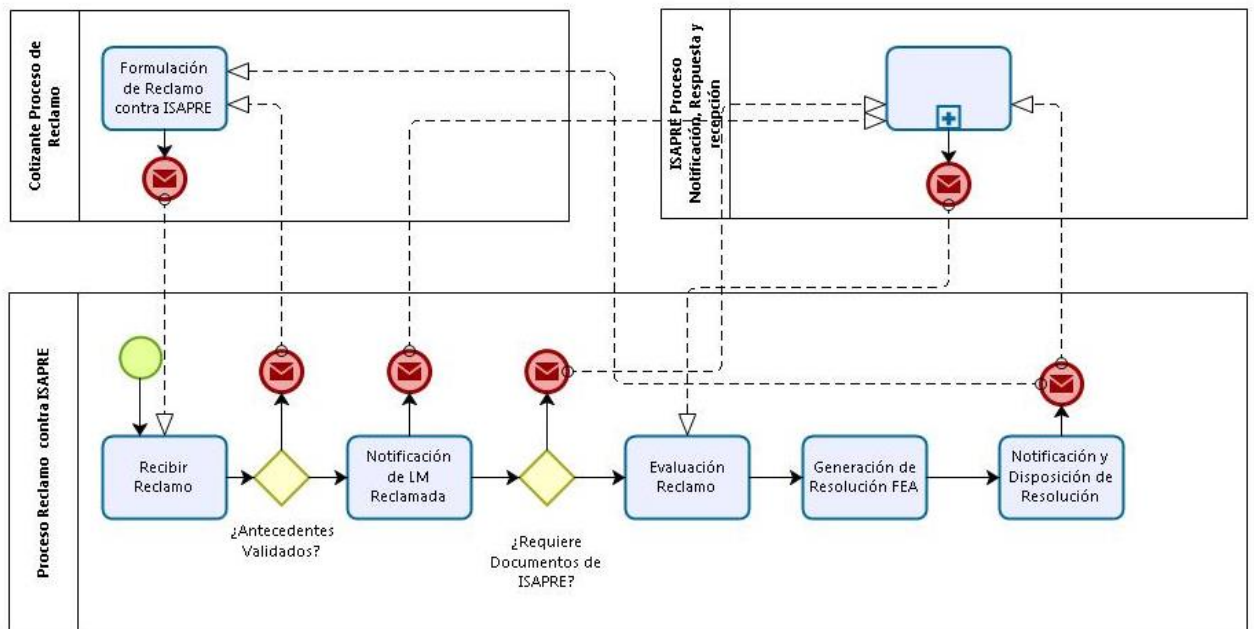 Cotizante Proceso de
Reclamo
Formulación
de Reclamo
contra ISAPRE
ISAPRE Proceso
Notificación, Respuesta y
recepción
Proceso Reclamo contra ISAPRE
Recibir
Reclamo
¿Antecedentes
Validados?
Notificación
de LM
Reclamada
¿Requiere
Documentos de
ISAPRE?
Evaluación
Reclamo
Generación de
Resolución FEA
Notificación y
Disposición de
Resolución